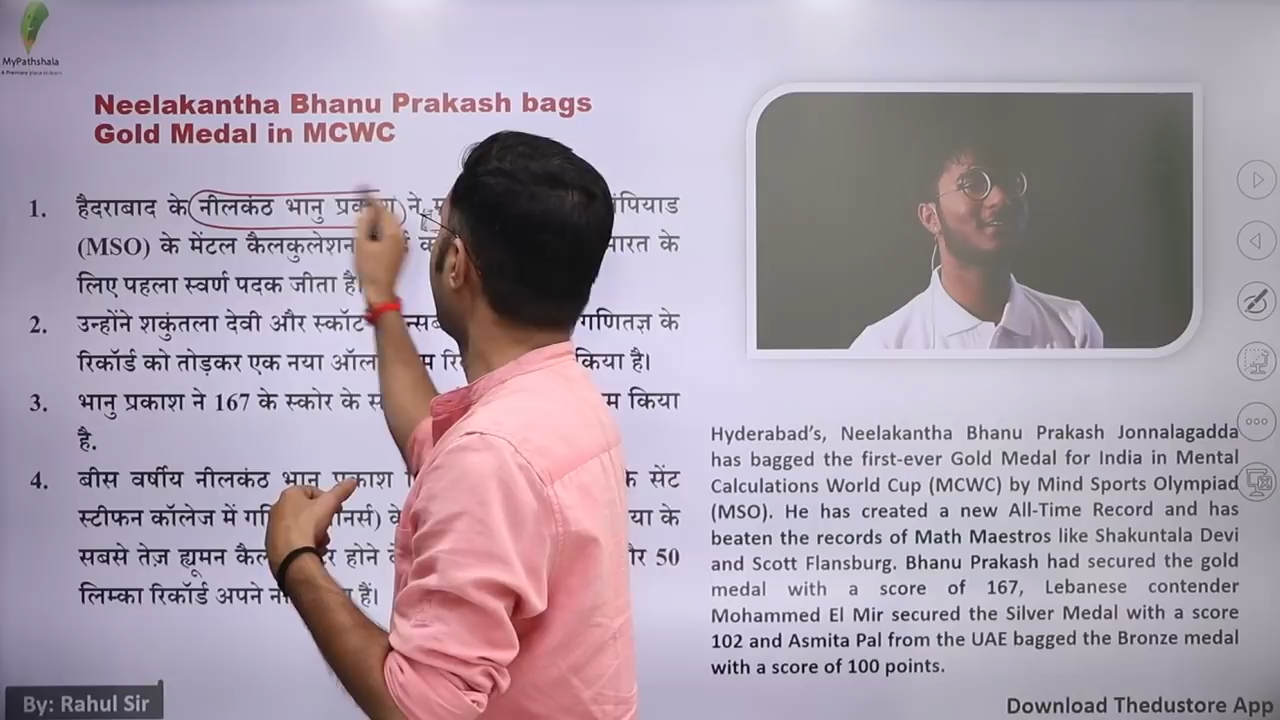 MyPathshala
Neelakantha Bhanu Prakash bags
Gold Medal in MCWC
1. हैदराबाद के नीलकंठ भानु प्रकाश ने
(MSO) के मेंटल कैलकुलेशन के
लिए पहला स्वर्ण पदक जीता है।
2. उन्होंने शकुंतला देवी और गणितज्ञ के
रिकॉर्ड को तोड़कर एक नया किया है।
3. भानु प्रकाश ने 167 के स्कोर के किया
है.
4. बीस वर्षीय नीलकंठ भानु प्रकाश सेंट
स्टीफन कॉलेज में के
सबसे तेज़ ह्यूमन होने 50
लिम्का रिकॉर्ड अपने हैं।
Hyderabad's, Neelakantha Bhanu Prakash Jonnalagadda
has bagged the first-ever Gold Medal for India in Mental
Calculations World Cup (MCWC) by Mind Sports Olympiad
(MSO). He has created a new All-Time Record and has
beaten the records of Math Maestros like Shakuntala Devi
and Scott Flansburg. Bhanu Prakash had secured the gold
medal with a score of 167, Lebanese contender
Mohammed El Mir secured the Silver Medal with a score
102 and Asmita Pal from the UAE bagged the Bronze medal
with a score of 100 points.
By: Rahul Sir
Download Thedustore App